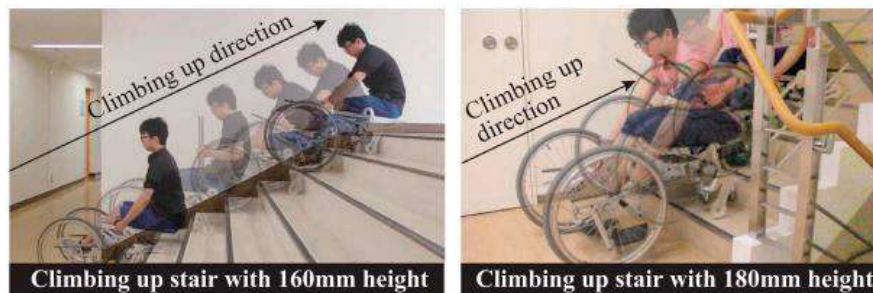 Climbing up direction
Climbing up stair with 160mm height
Climbing up
direction
Climbing up stair with 180mm height